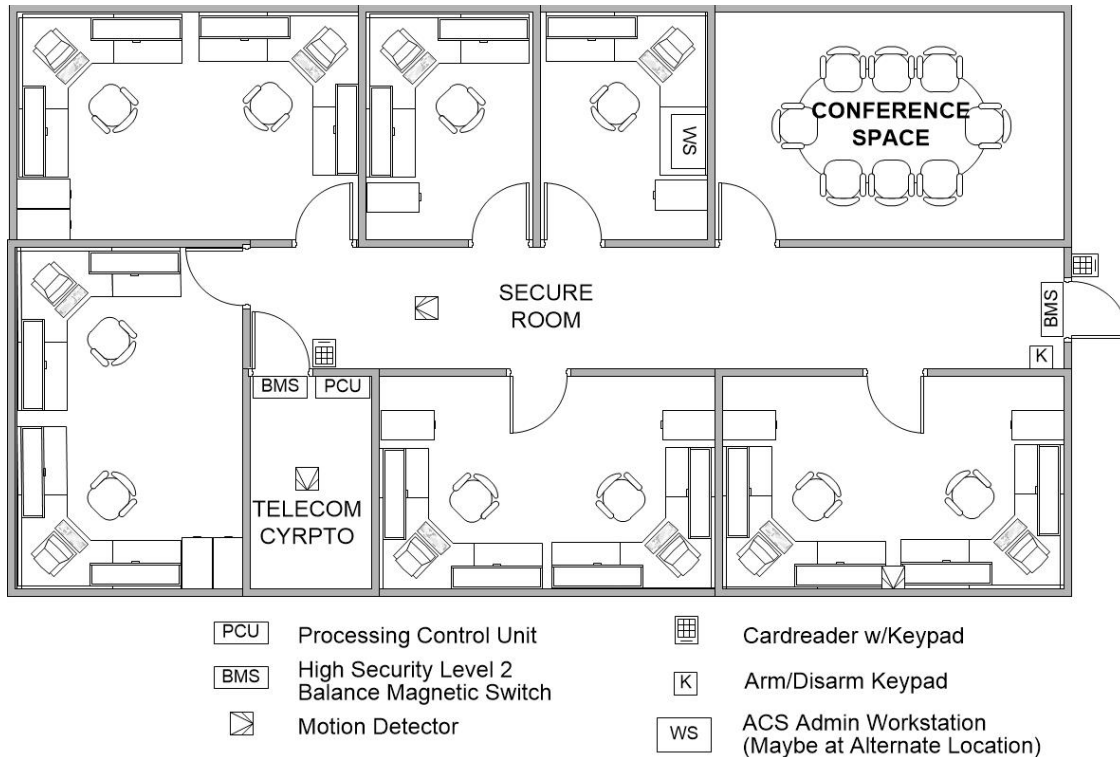 WS
CONFERENCE
SPACE
SECURE
ROOM
BMS
K
BMS
PCU
TELECOM
CYRPTO
PCU
Processing Control Unit
BMS
High Security Level 2
Balance Magnetic Switch
Motion Detector
Cardreader w/Keypad
K
Arm/Disarm Keypad
WS
ACS Admin Workstation
(Maybe at Alternate Location)